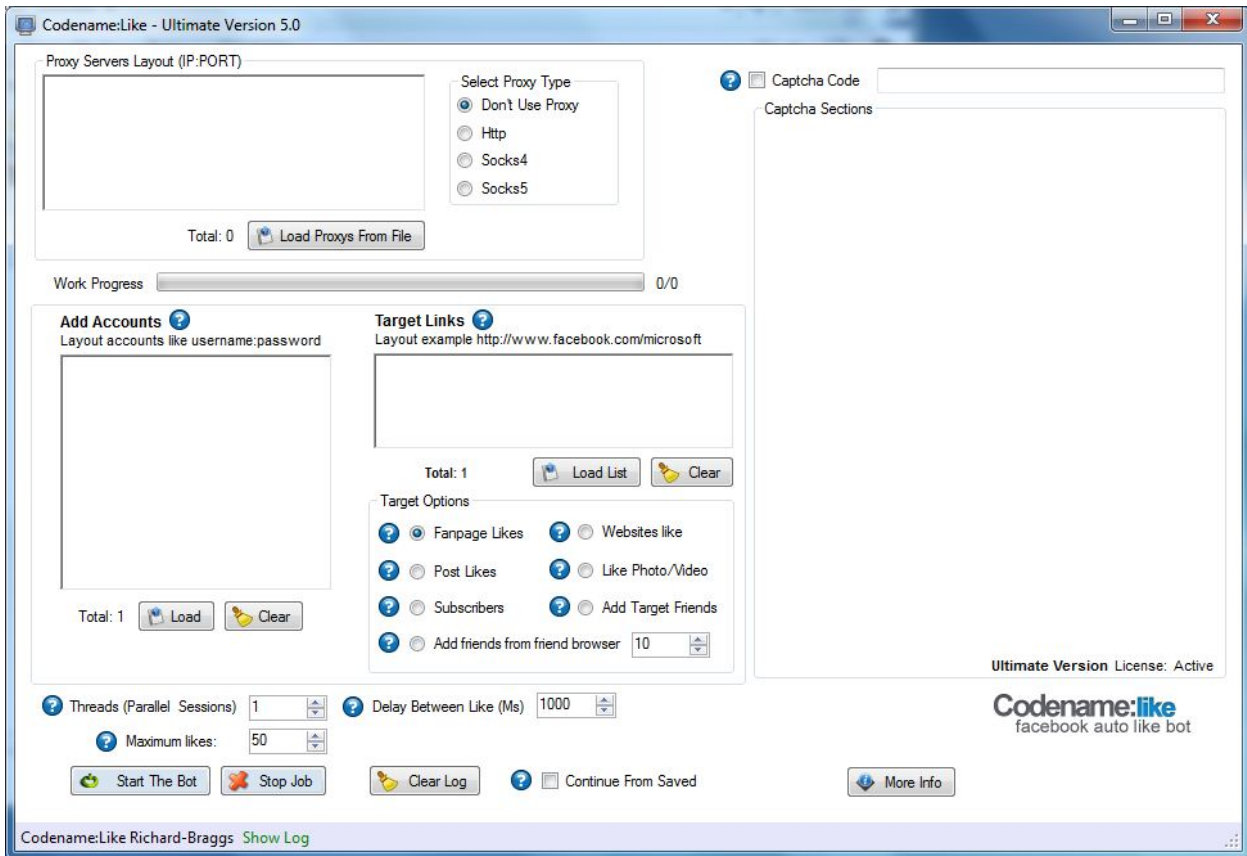 Codename:Like - Ultimate Version 5.0
Proxy Servers Layout (IP:PORT)
Select Proxy Type
Don't Use Proxy
Http
Socks4
Socks5
Total: 0
Load Proxys From File
Captcha Code
Captcha Sections
Work Progress
0/0
Add Accounts
Layout accounts like username:password
Total: 1
Load
Clear
Target Links
Layout example http://www.facebook.com/microsoft
Total: 1
Load List
Clear
Target Options
Fanpage Likes
Websites like
Post Likes
Like Photo/Video
Subscribers
Add Target Friends
Add friends from friend browser
10
Ultimate Version License: Active
Codename:like
facebook auto like bot
Threads (Parallel Sessions)
1
Delay Between Like (Ms)
1000
Maximum likes:
50
Start The Bot
Stop Job
Clear Log
Continue From Saved
More Info
Codename:Like Richard-Braggs Show Log